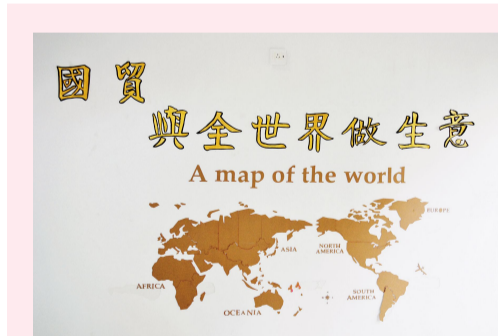 國貿
與全世界做生意
A map of the world
EUROPE
ASIA
NORTH
AMERICA
AFRICA
SOUTH
AMERICA
OCEANIA